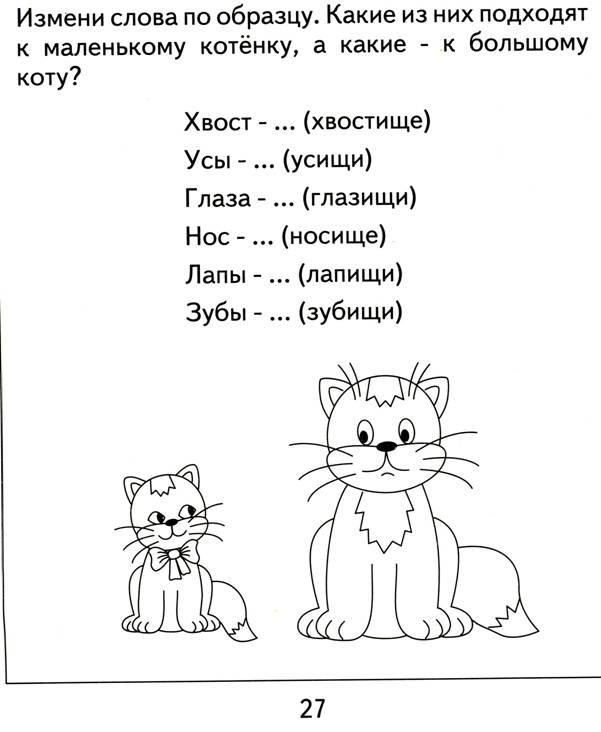 Измени слова по образцу. Какие из них подходят
к маленькому котёнку, а какие - к большому
коту?
Хвост - ... (хвостище)
Усы - ... (усищи)
Глаза - ... (глазищи)
Нос - ... (носище)
Лапы - ... (лапищи)
Зубы - ... (зубищи)
27